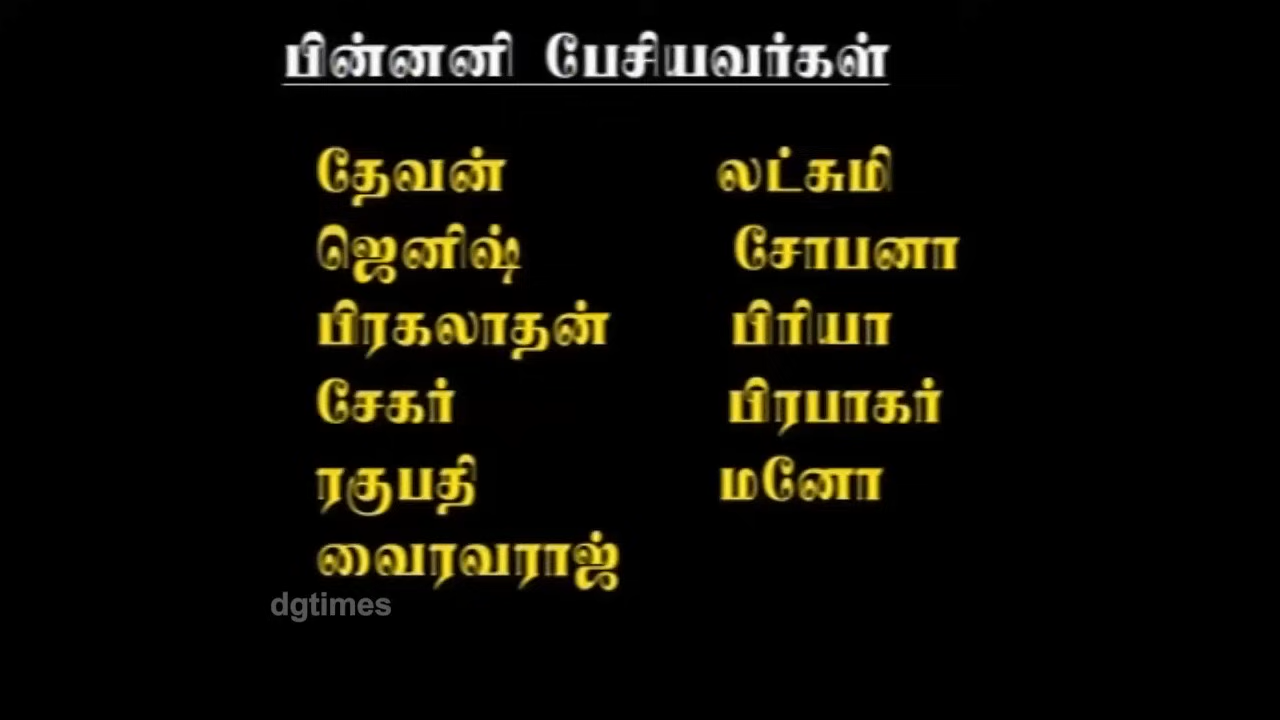 பின்னனி பேசியவர்கள்
தேவன் லட்சுமி
ஜெனிஷ் சோபனா
பிரகலாதன் பிரியா
சேகர் பிரபாகர்
ரகுபதி மனோ
வைரவராஜ்
dgtimes